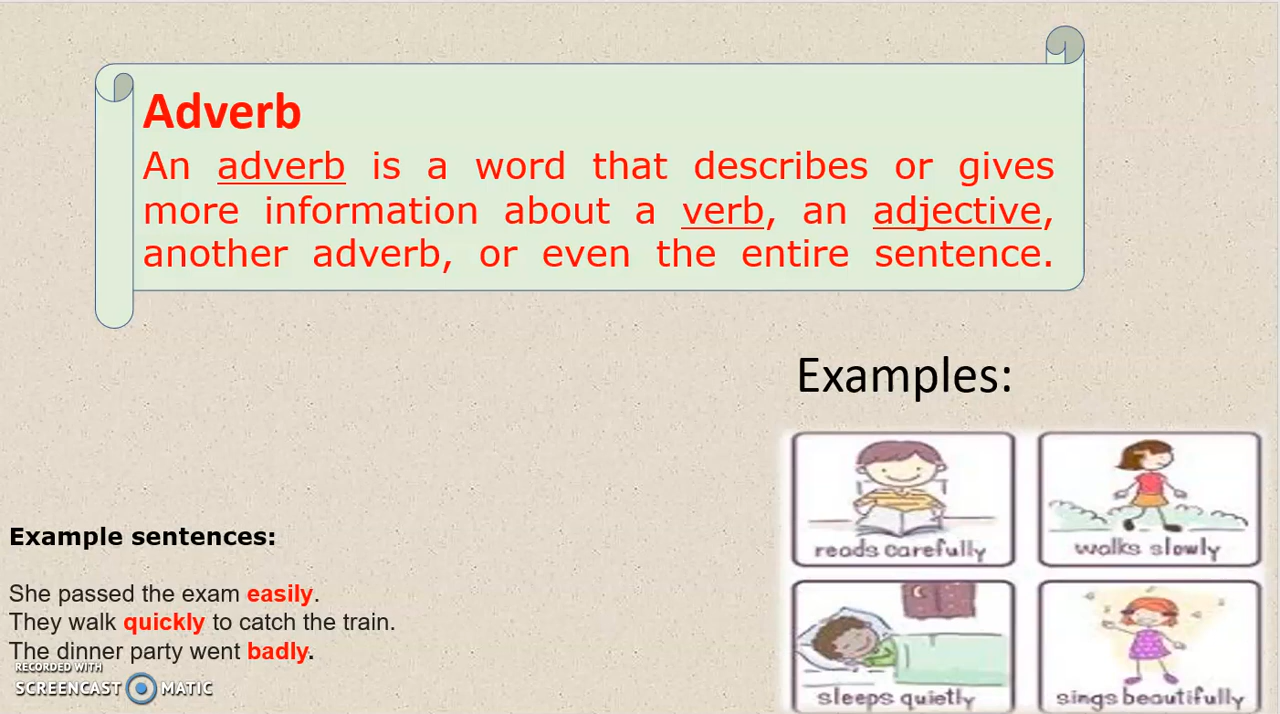 Adverb
An adverb is a word that describes or gives
more information about a verb, an adjective,
another adverb, or even the entire sentence.
Examples:
reads carefully
walks slowly
sleeps quietly
sings beautifully
Example sentences:
She passed the exam easily.
They walk quickly to catch the train.
The dinner party went badly.
RECORDED WITH
SCREENCAST MATIC